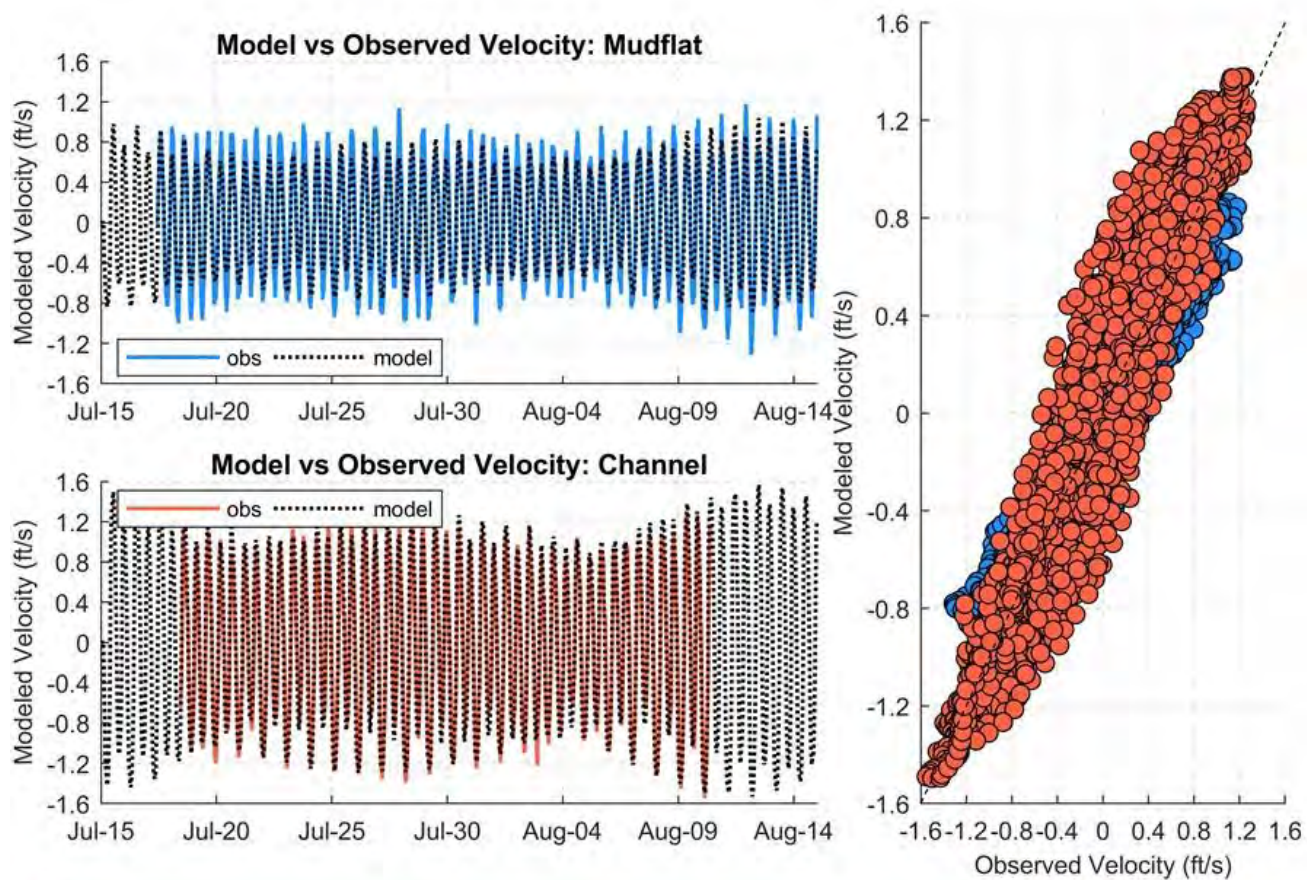 Model vs Observed Velocity: Mudflat
Modeled Velocity (ft/s)
1.6
1.2
0.8
0.4
0
-0.4
-0.8
-1.2
-1.6
obs model
Jul-15 Jul-20 Jul-25 Jul-30 Aug-04 Aug-09 Aug-14
Model vs Observed Velocity: Channel
Modeled Velocity (ft/s)
1.6
1.2
0.8
0.4
0
-0.4
-0.8
-1.2
-1.6
obs model
Jul-15 Jul-20 Jul-25 Jul-30 Aug-04 Aug-09 Aug-14
Modeled Velocity (ft/s)
1.6
1.2
0.8
0.4
0
-0.4
-0.8
-1.2
-1.6
-1.6 -1.2 -0.8 -0.4 0 0.4 0.8 1.2 1.6
Observed Velocity (ft/s)